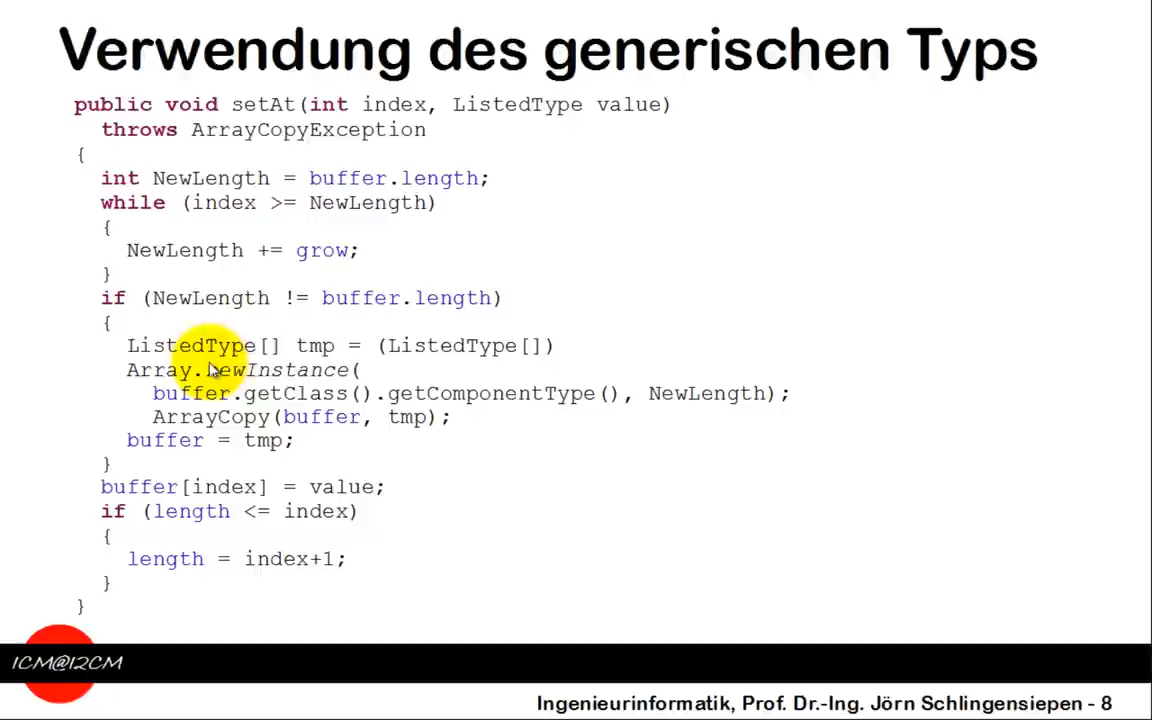 Verwendung des generischen Typs
public void setAt(int index, ListedType value)
throws ArrayCopyException
{
int NewLength = buffer.length;
while (index >= NewLength)
{
NewLength += grow;
}
if (NewLength != buffer.length)
{
ListedType[] tmp = (ListedType[])
Array.newInstance(
buffer.getClass().getComponentType(), NewLength);
ArrayCopy(buffer, tmp);
buffer = tmp;
}
buffer[index] = value;
if (length <= index)
{
length = index+1;
}
}
1CM@12CM
Ingenieurinformatik, Prof. Dr.-Ing. Jörn Schlingensiepen - 8